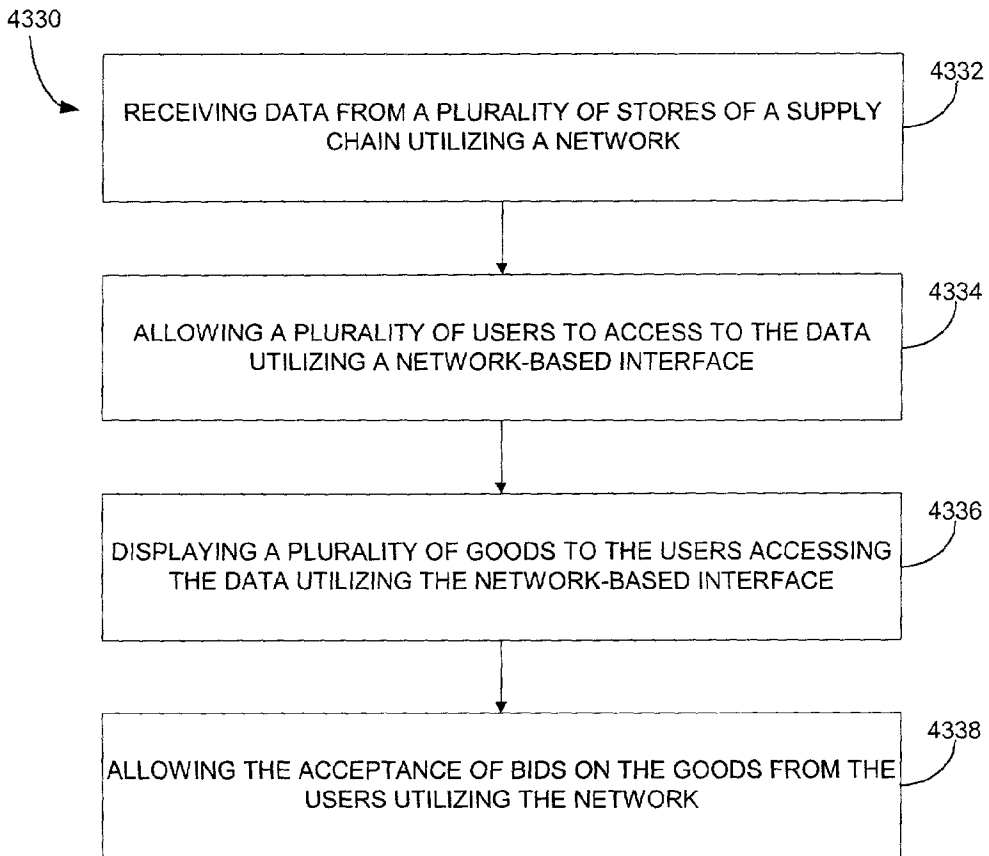 4330
4332
RECEIVING DATA FROM A PLURALITY OF STORES OF A SUPPLY
CHAIN UTILIZING A NETWORK
4334
ALLOWING A PLURALITY OF USERS TO ACCESS TO THE DATA
UTILIZING A NETWORK-BASED INTERFACE
4336
DISPLAYING A PLURALITY OF GOODS TO THE USERS ACCESSING
THE DATA UTILIZING THE NETWORK-BASED INTERFACE
4338
ALLOWING THE ACCEPTANCE OF BIDS ON THE GOODS FROM THE
USERS UTILIZING THE NETWORK